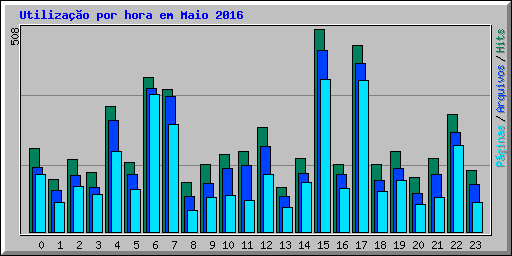 Utilização por hora em Maio 2016
508
Páginas / Arquivos / Hits
0 1 2 3 4 5 6 7 8 9 10 11 12 13 14 15 16 17 18 19 20 21 22 23